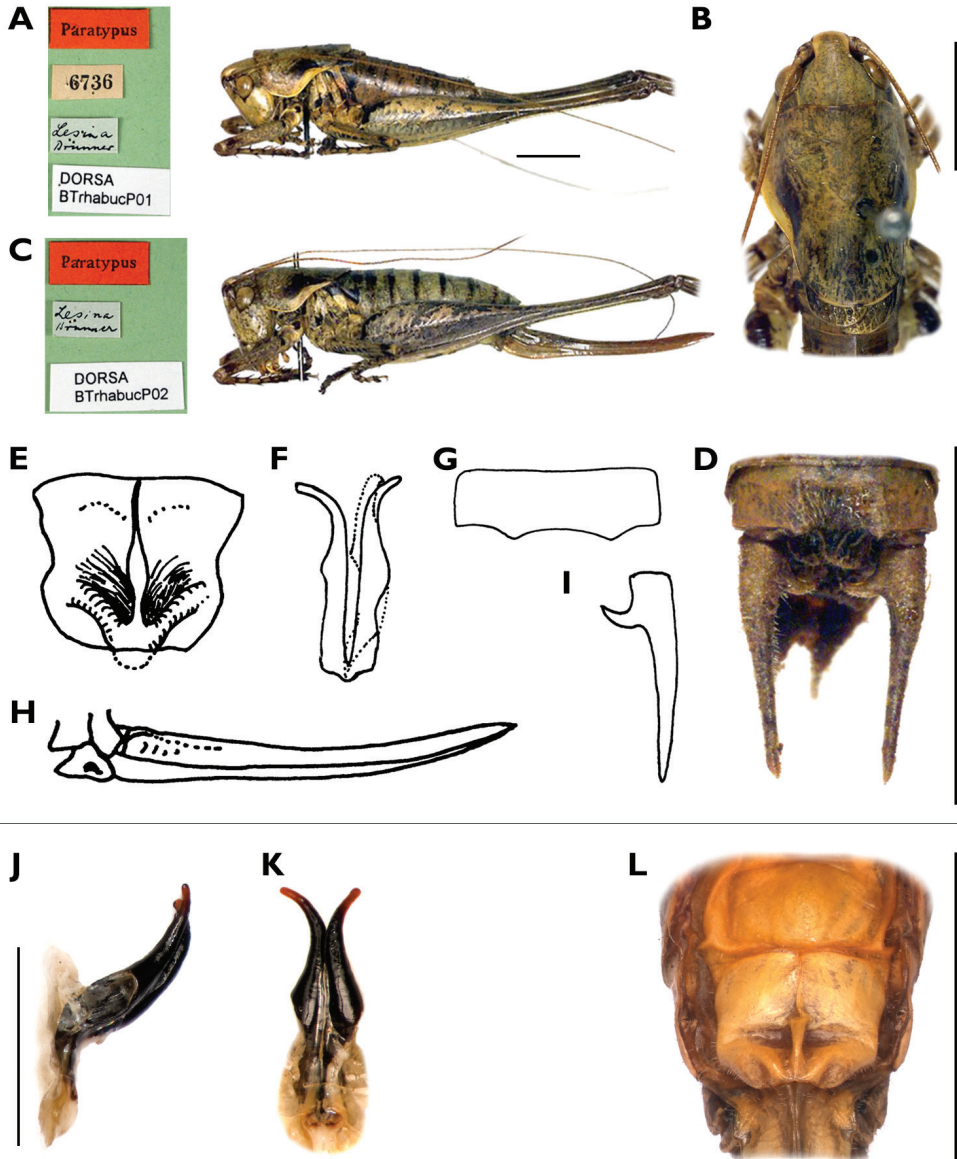 A
Paratypus
6736
Lesina
Brunner
DORSA
BTrhabucP01
B
C
Paratypus
Lesina
Brunner
DORSA
BTrhabucP02
E
F
G
D
I
H
J
K
L